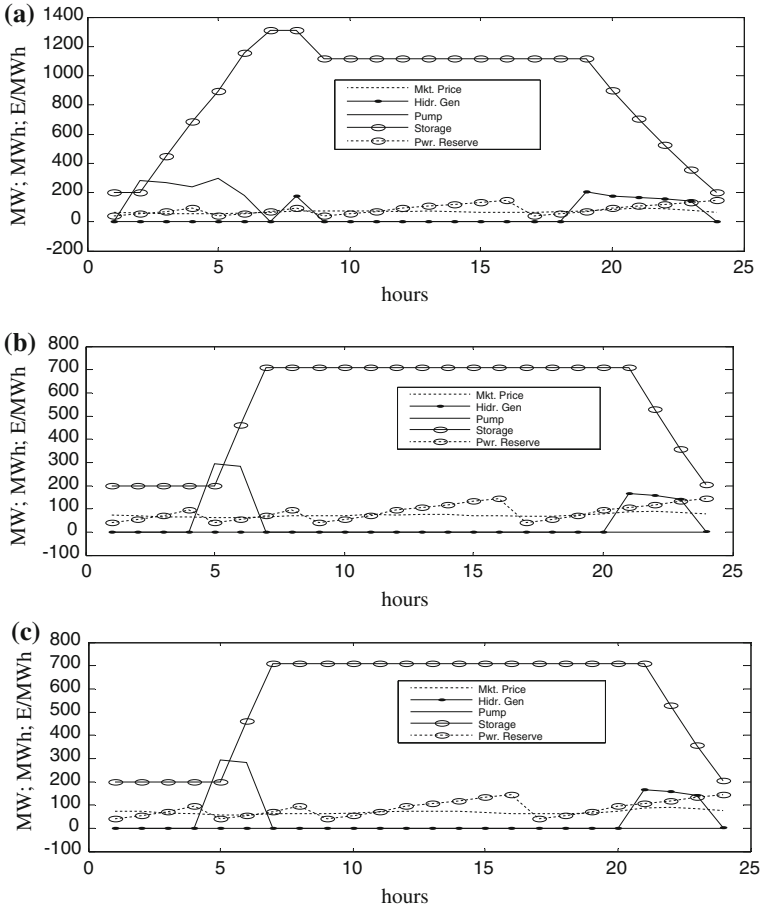 (a)
MW; MWh; E/MWh
1400
1200
1000
800
600
400
200
0
-200
0 5 10 15 20 25
hours
Mkt. Price
Hidr. Gen
Pump
Storage
Pwr. Reserve
(b)
MW; MWh; E/MWh
800
700
600
500
400
300
200
100
0
-100
0 5 10 15 20 25
hours
Mkt. Price
Hidr. Gen
Pump
Storage
Pwr. Reserve
(c)
MW; MWh; E/MWh
800
700
600
500
400
300
200
100
0
-100
0 5 10 15 20 25
hours
Mkt. Price
Hidr. Gen
Pump
Storage
Pwr. Reserve